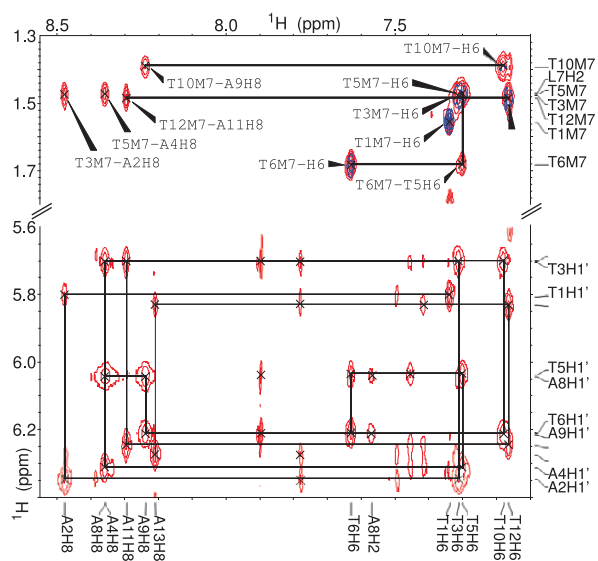 8.5 8.0 7.5
¹H (ppm)
1.3
1.5
1.7
5.6
5.8
6.0
6.2
¹H (ppm)
T10M7-H6
T10M7-A9H8
T5M7-H6
T3M7-H6
T12M7-A11H8
T1M7-H6
T5M7-A4H8
T3M7-A2H8
T6M7-H6
T6M7-T5H6
T10M7
L7H2
T5M7
T3M7
T12M7
T1M7
T6M7
T3H1'
T1H1'
T5H1'
A8H1'
T6H1'
A9H1'
A4H1'
A2H1'
A2H8
A8H8
A4H8
A11H8
A9H8
A13H8
T6H6
A8H2
T1H6
T3H6
T5H6
T10H6
T12H6